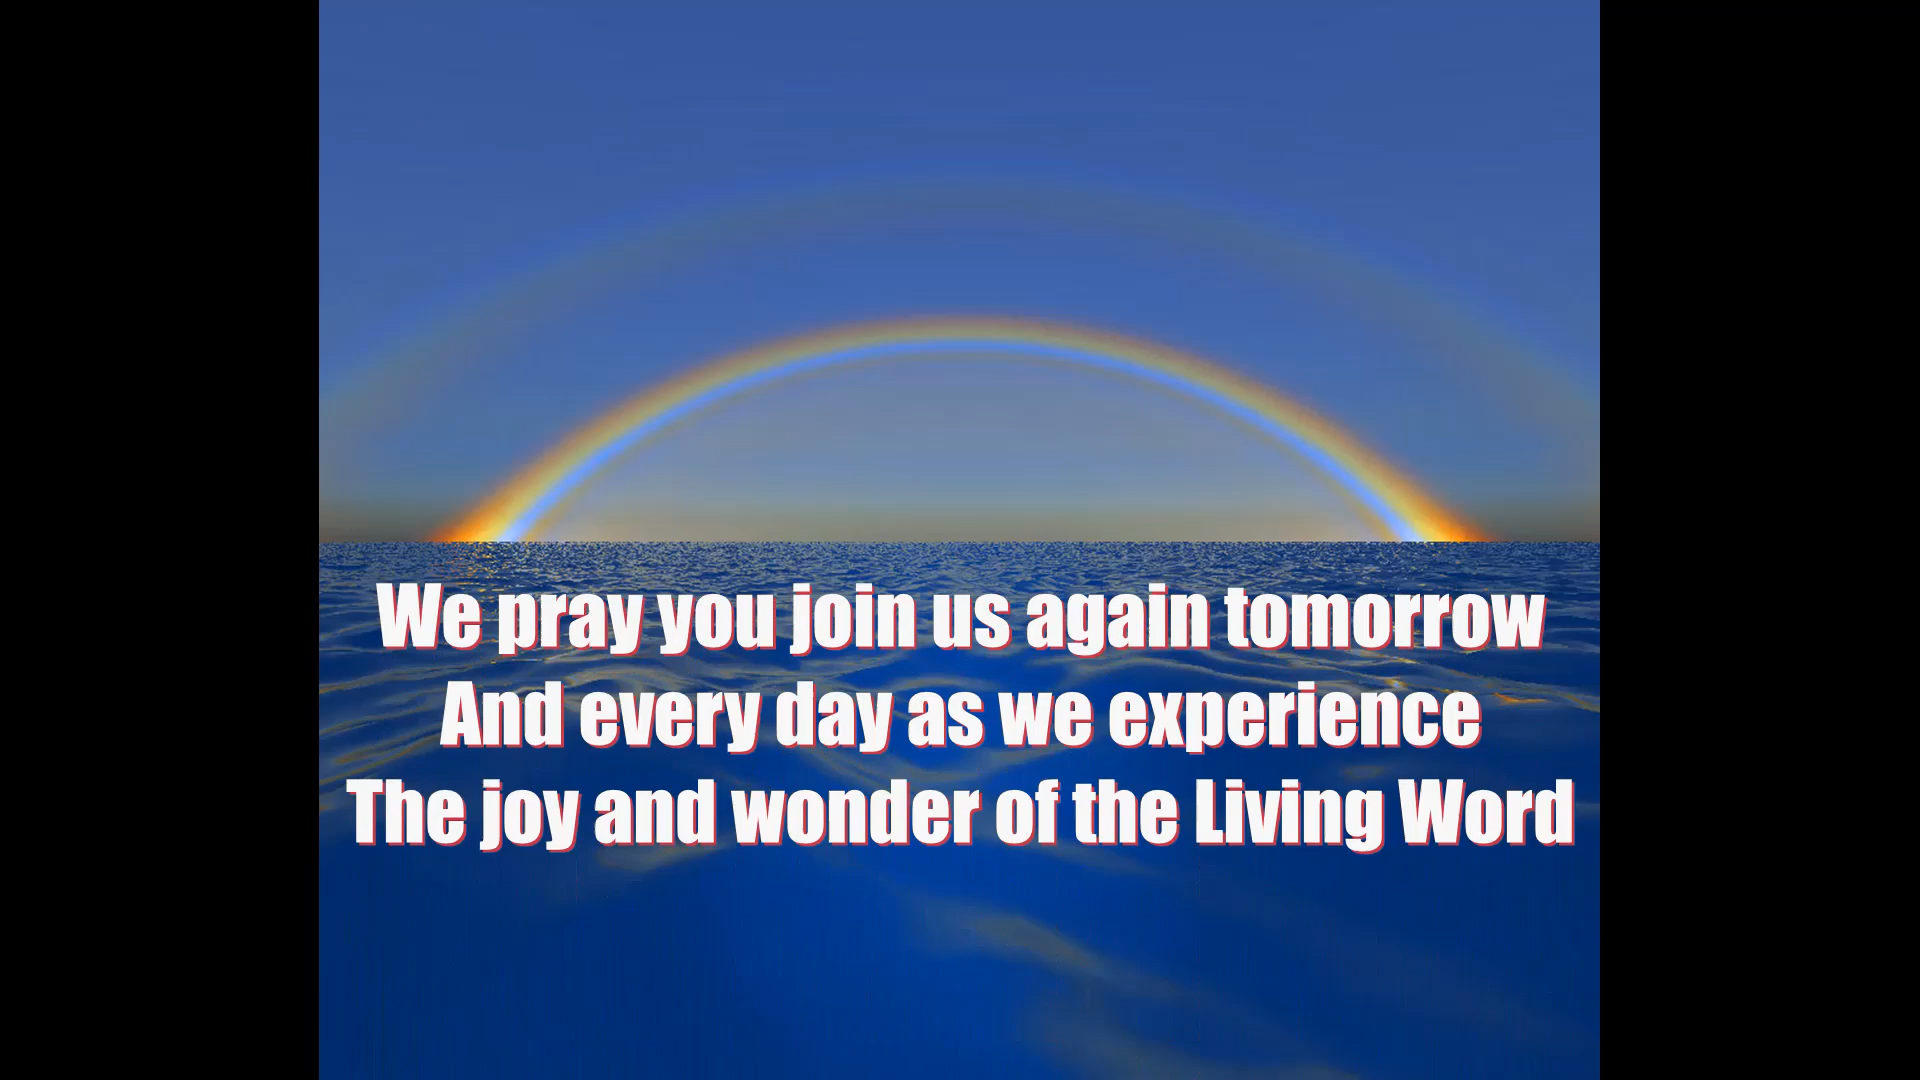 We pray you join us again tomorrow
And every day as we experience
The joy and wonder of the Living Word